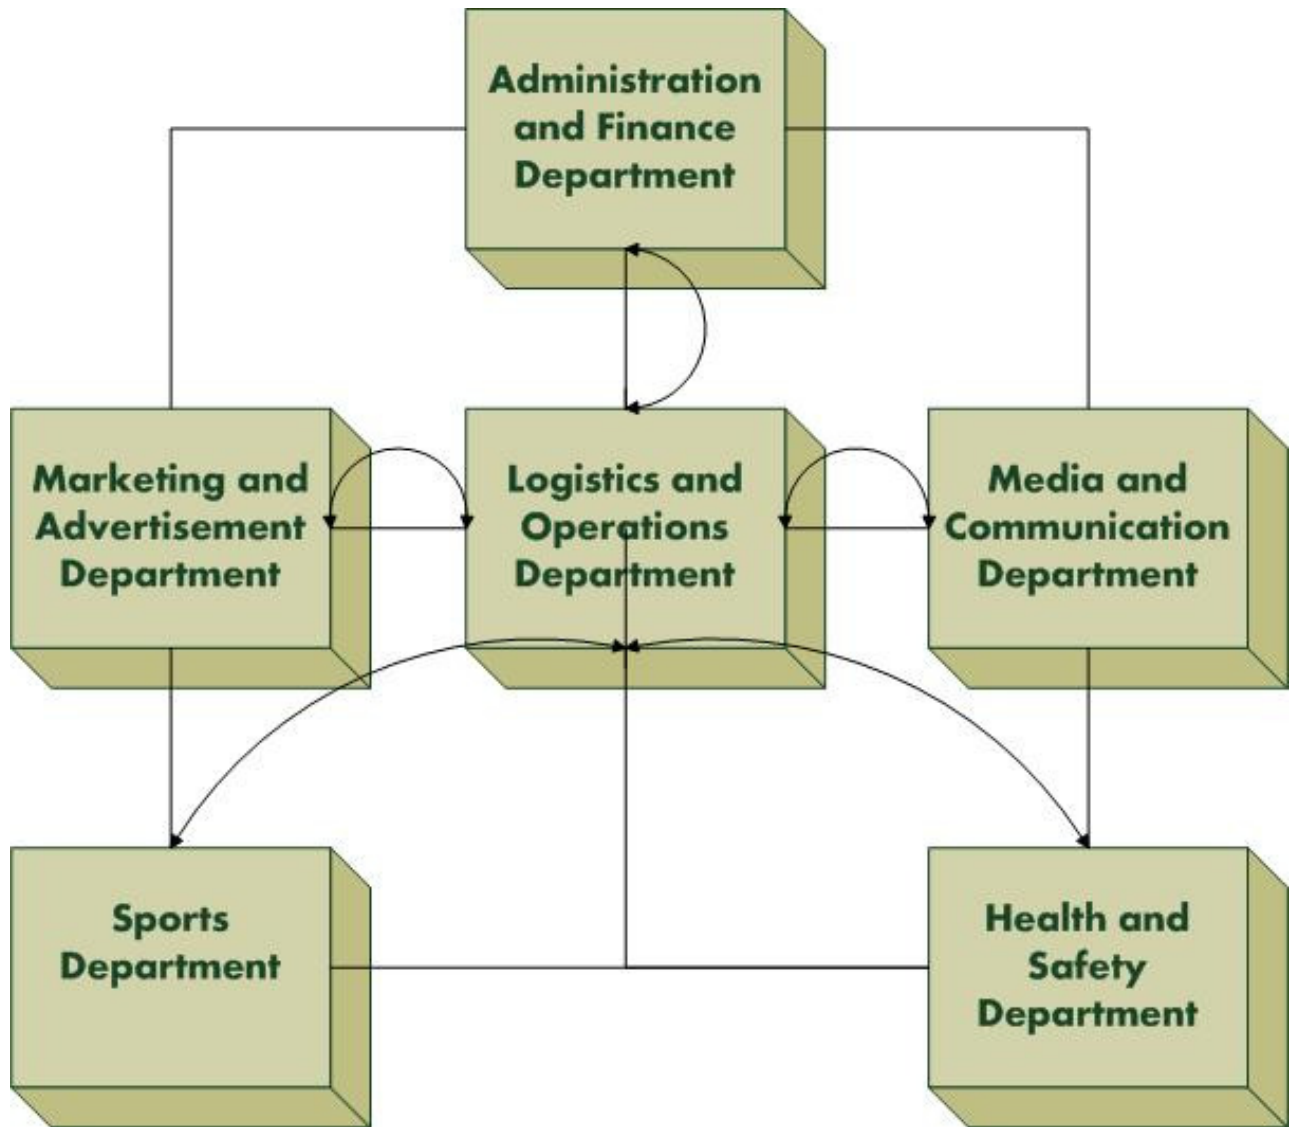 Administration
and Finance
Department
Marketing and
Advertisement
Department
Logistics and
Operations
Department
Media and
Communication
Department
Sports
Department
Health and
Safety
Department